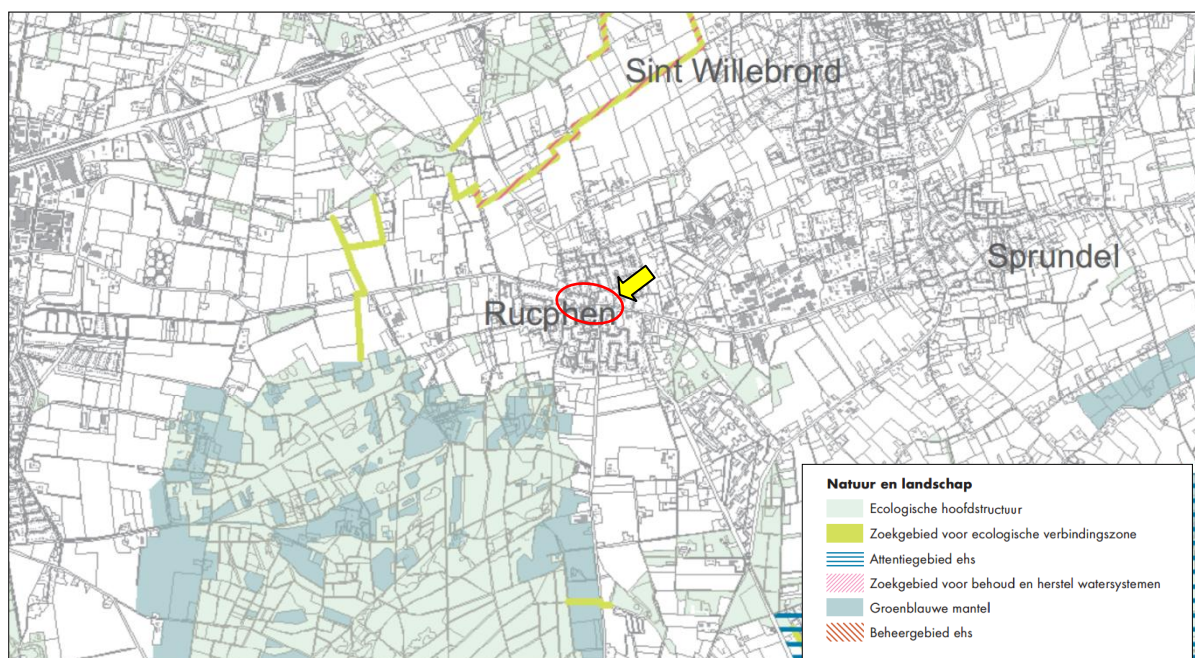 Sint Willebrord
Sprundel
Rucphen
Natuur en landschap
Ecologische hoofdstructuur
Zoekgebied voor ecologische verbindingszone
Attentiegebied ehs
Zoekgebied voor behoud en herstel watersystemen
Groenblauwe mantel
Beheergebied ehs